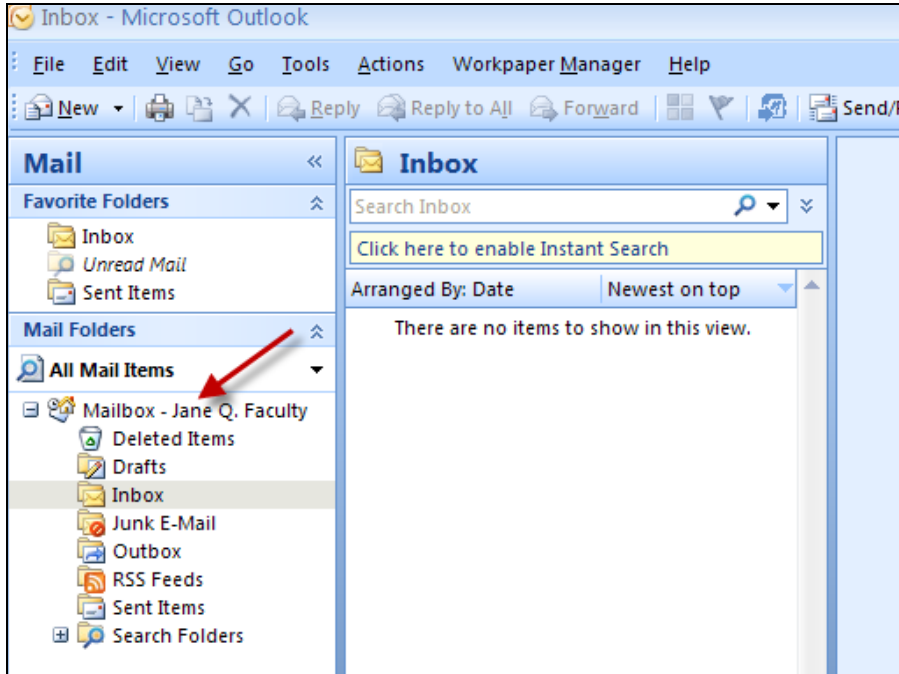 Inbox - Microsoft Outlook
File Edit View Go Tools Actions Workpaper Manager Help
New Reply Reply to All Forward Send/
Mail
Favorite Folders
Inbox
Unread Mail
Sent Items
Mail Folders
All Mail Items
Mailbox - Jane Q. Faculty
Deleted Items
Drafts
Inbox
Junk E-Mail
Outbox
RSS Feeds
Sent Items
Search Folders
Inbox
Search Inbox
Click here to enable Instant Search
Arranged By: Date Newest on top
There are no items to show in this view.